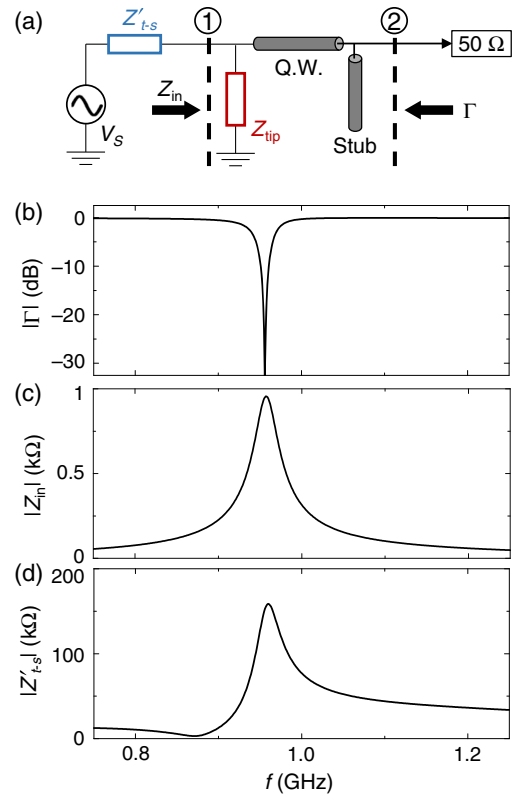 (a)
Z't-s
①
②
50 Ω
Q.W.
Zin
Γ
VS
Ztip
Stub
(b)
|Γ| (dB)
0
−10
−20
−30
(c)
|Zin| (kΩ)
1
0.5
0
(d)
|Z't-s| (kΩ)
200
100
0
0.8
1.0
1.2
f (GHz)